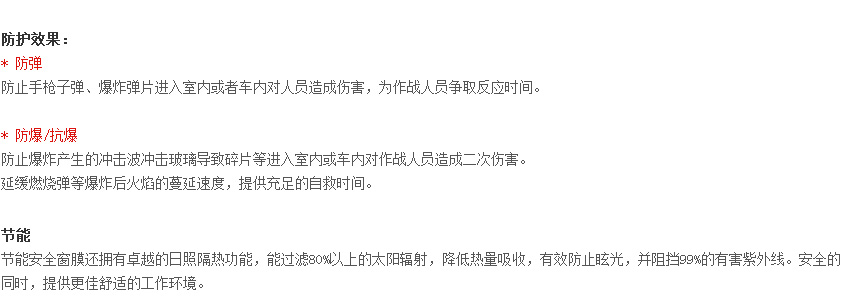 防护效果：
* 防弹
防止手枪子弹、爆炸弹片进入室内或者车内对人员造成伤害，为作战人员争取反应时间。
* 防爆/抗爆
防止爆炸产生的冲击波冲击玻璃导致碎片等进入室内或车内对作战人员造成二次伤害。
延缓燃烧弹等爆炸后火焰的蔓延速度，提供充足的自救时间。
节能
节能安全窗膜还拥有卓越的日照隔热功能，能过滤80%以上的太阳辐射，降低热量吸收，有效防止眩光，并阻挡99%的有害紫外线。安全的
同时，提供更佳舒适的工作环境。